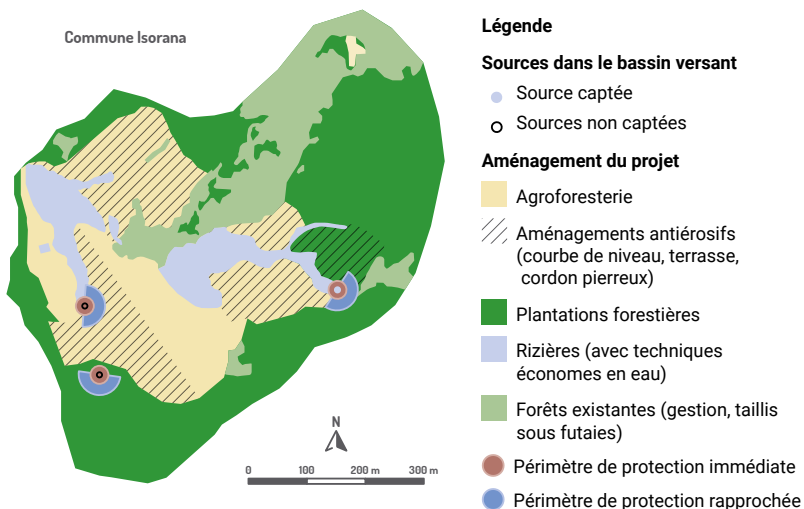 Commune Isorana
Légende
Sources dans le bassin versant
Source captée
Sources non captées
Aménagement du projet
Agroforesterie
Aménagements antiérosifs
(courbe de niveau, terrasse,
cordon pierreux)
Plantations forestières
Rizières (avec techniques
économes en eau)
Forêts existantes (gestion, taillis
sous futaies)
Périmètre de protection immédiate
Périmètre de protection rapprochée
N
0 100 200 m 300 m